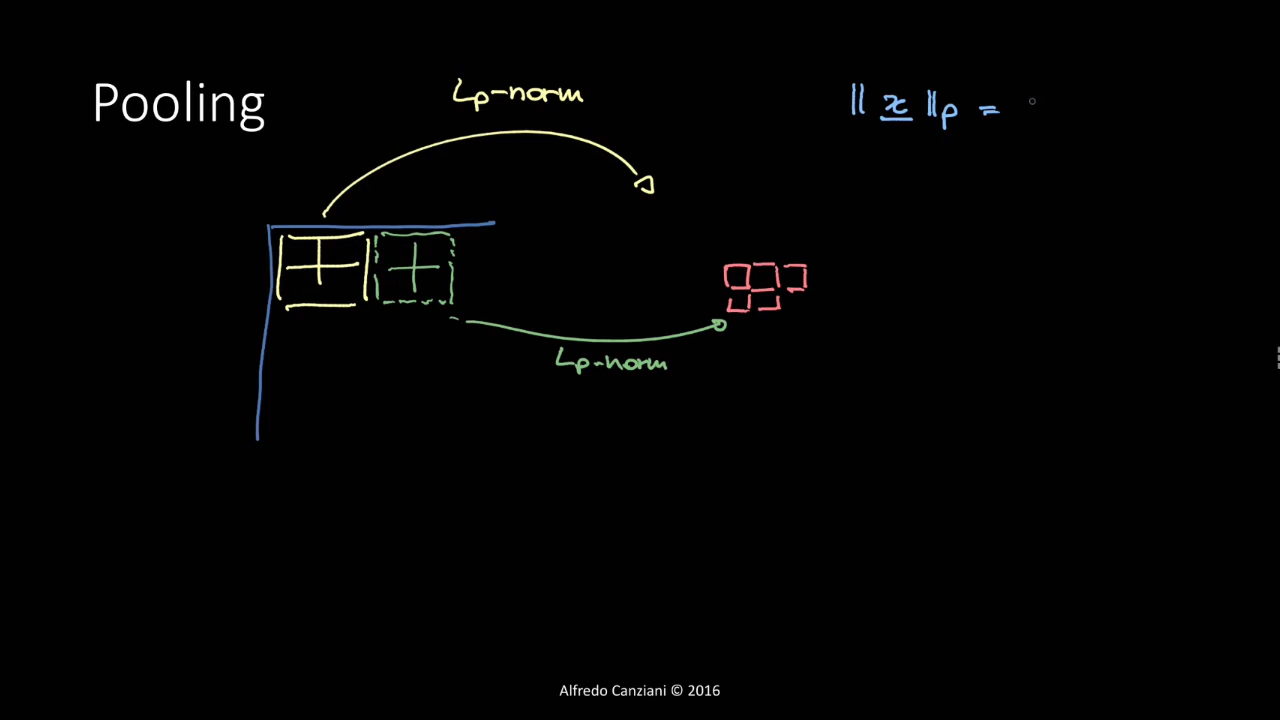 Pooling
Lp-norm
|| x ||p =
Lp-norm
Alfredo Canziani © 2016